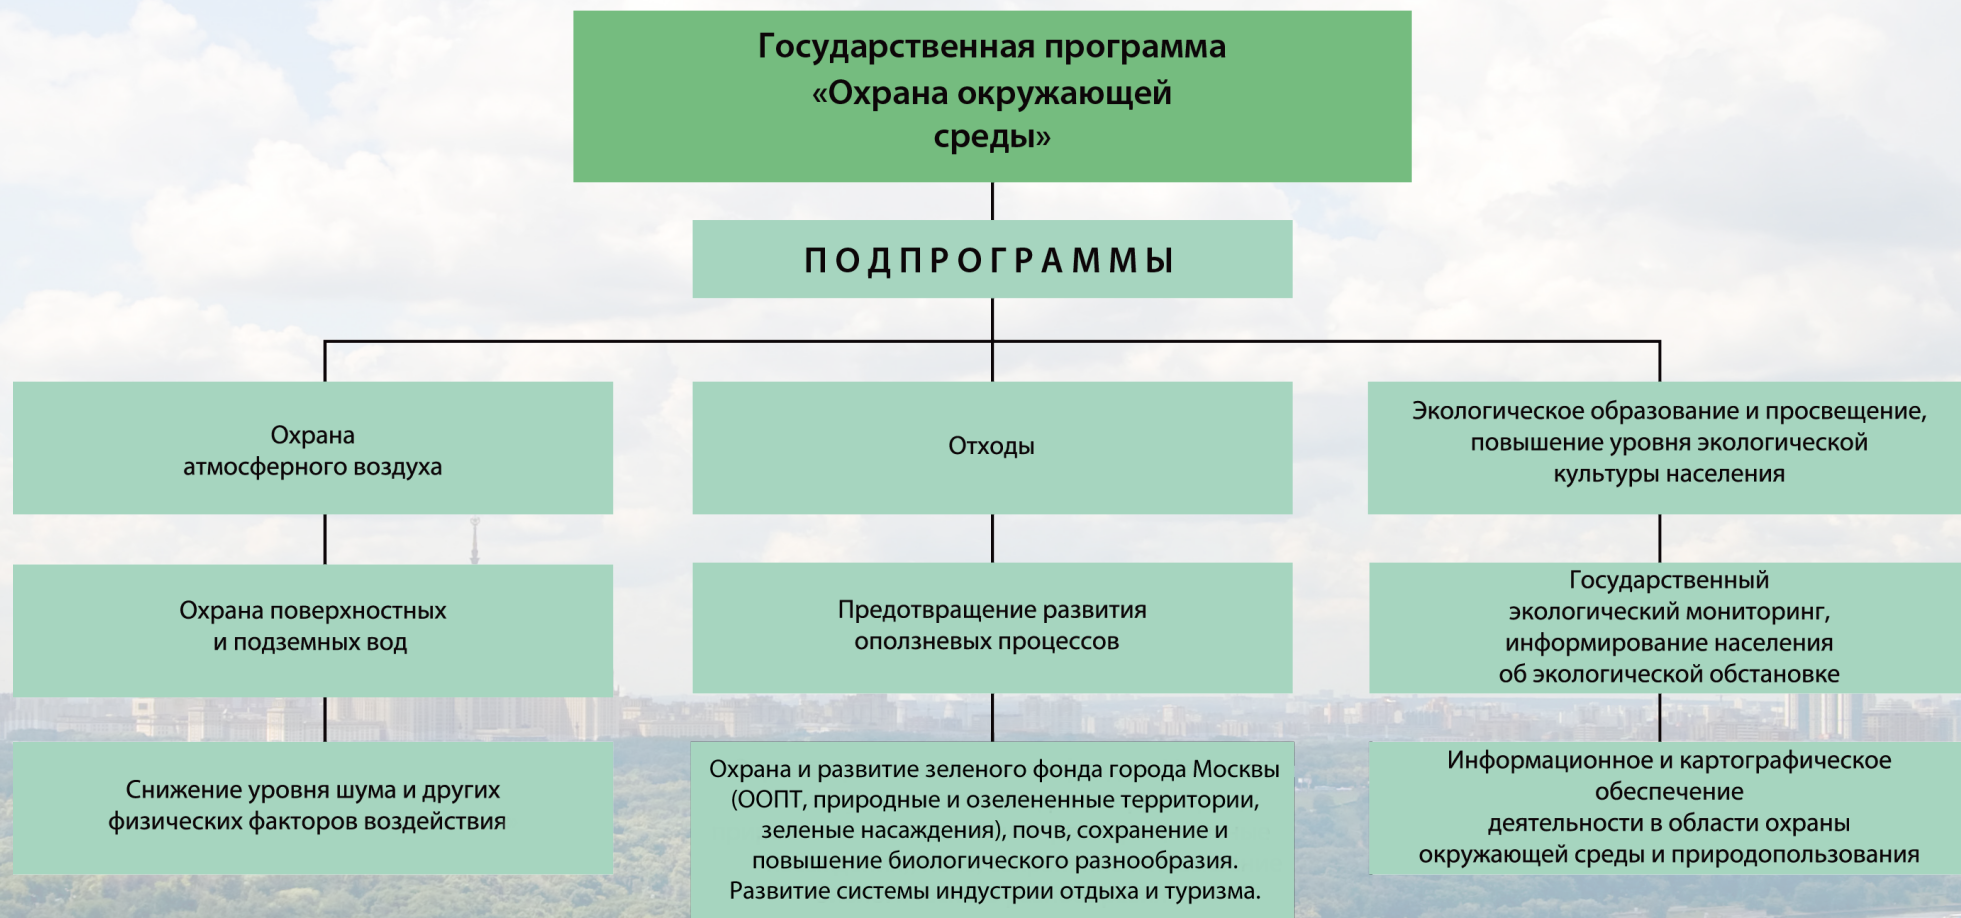 Государственная программа
«Охрана окружающей
среды»
ПОДПРОГРАММЫ
Охрана
атмосферного воздуха
Отходы
Экологическое образование и просвещение,
повышение уровня экологической
культуры населения
Охрана поверхностных
и подземных вод
Предотвращение развития
оползневых процессов
Государственный
экологический мониторинг,
информирование населения
об экологической обстановке
Снижение уровня шума и других
физических факторов воздействия
Охрана и развитие зеленого фонда города Москвы
(ООПТ, природные и озелененные территории,
зеленые насаждения), почв, сохранение и
повышение биологического разнообразия.
Развитие системы индустрии отдыха и туризма.
Информационное и картографическое
обеспечение
деятельности в области охраны
окружающей среды и природопользования